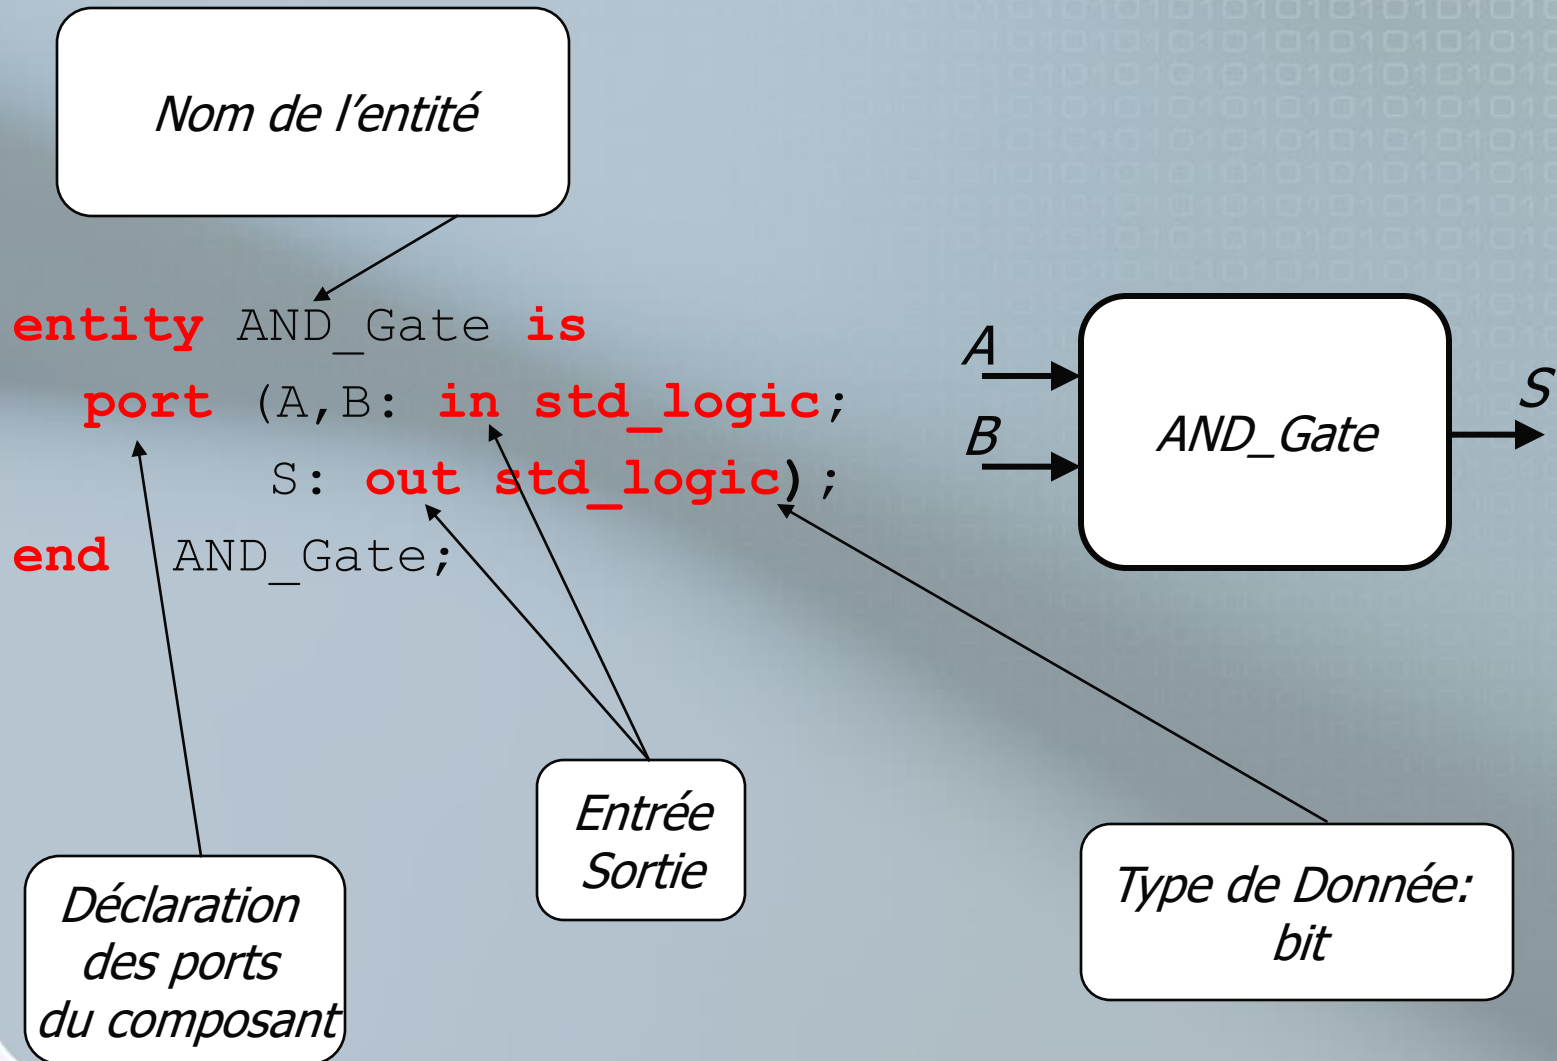 Nom de l'entité
entity AND_Gate is
port (A,B: in std_logic;
S: out std_logic);
end AND_Gate;
A
B
AND_Gate
S
Déclaration
des ports
du composant
Entrée
Sortie
Type de Donnée:
bit